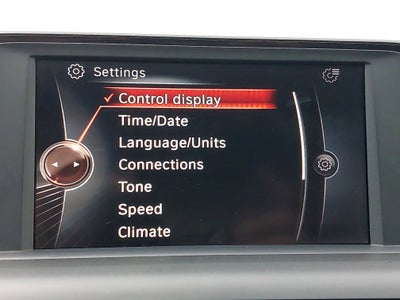 Settings
Control display
Time/Date
Language/Units
Connections
Tone
Speed
Climate